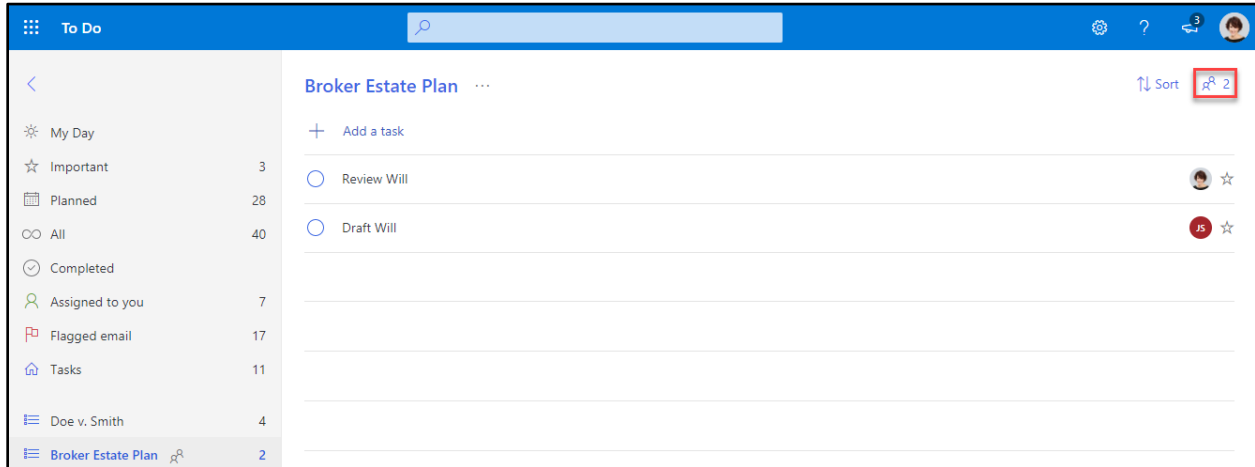 To Do
3
Broker Estate Plan ...
Sort 2
Add a task
My Day
Important 3
Review Will
Planned 28
Draft Will JS
All 40
Completed
Assigned to you 7
Flagged email 17
Tasks 11
Doe v. Smith 4
Broker Estate Plan 2